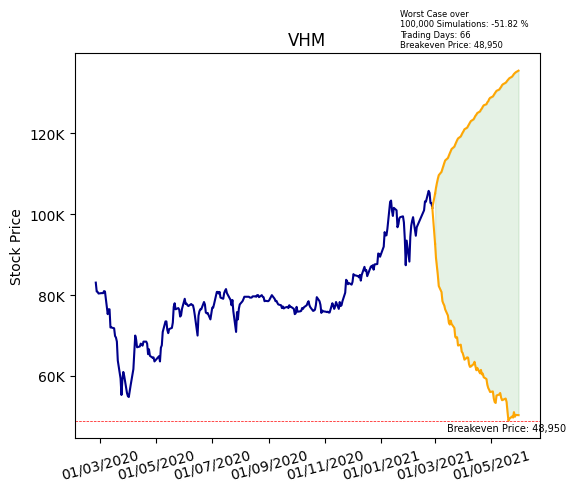 Worst Case over
100,000 Simulations: -51.82 %
Trading Days: 66
Breakeven Price: 48,950
VHM
Stock Price
120K
100K
80K
60K
Breakeven Price: 48,950
01/03/2020
01/05/2020
01/07/2020
01/09/2020
01/11/2020
01/01/2021
01/03/2021
01/05/2021